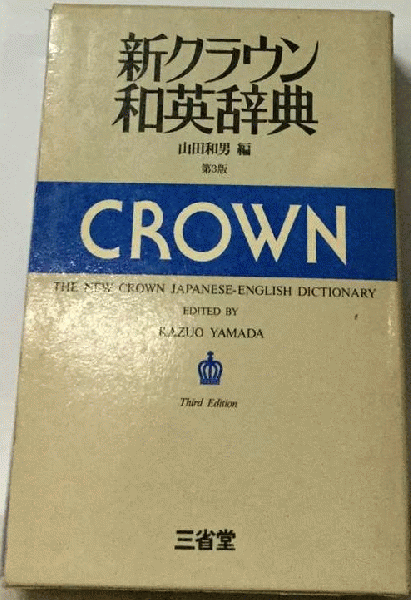 新クラウン
和英辞典
山田和男 編
第3版
CROWN
THE NEW CROWN JAPANESE-ENGLISH DICTIONARY
EDITED BY
KAZUO YAMADA
Third Edition
三省堂